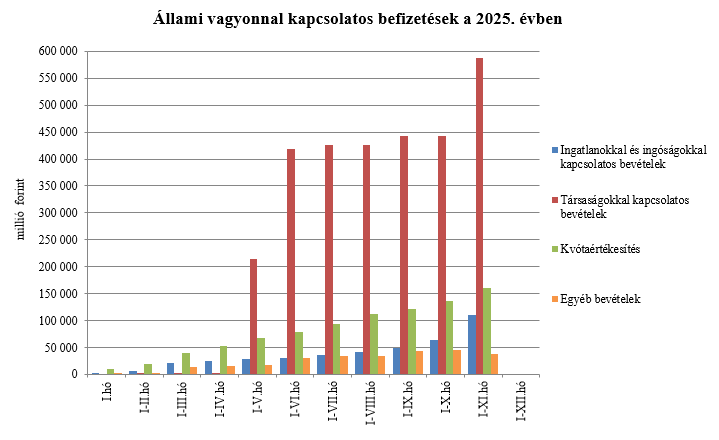 Állami vagyonnal kapcsolatos befizetések a 2025. évben
600 000
550 000
500 000
450 000
400 000
350 000
300 000
250 000
200 000
150 000
100 000
50 000
0
millió forint
I.hó
I-II.hó
I-III.hó
I-IV.hó
I-V.hó
I-VI.hó
I-VII.hó
I-VIII.hó
I-IX.hó
I-X.hó
I-XI.hó
I-XII.hó
Ingatlanokkal és ingóságokkal
kapcsolatos bevételek
Társaságokkal kapcsolatos
bevételek
Kvótaértékesítés
Egyéb bevételek